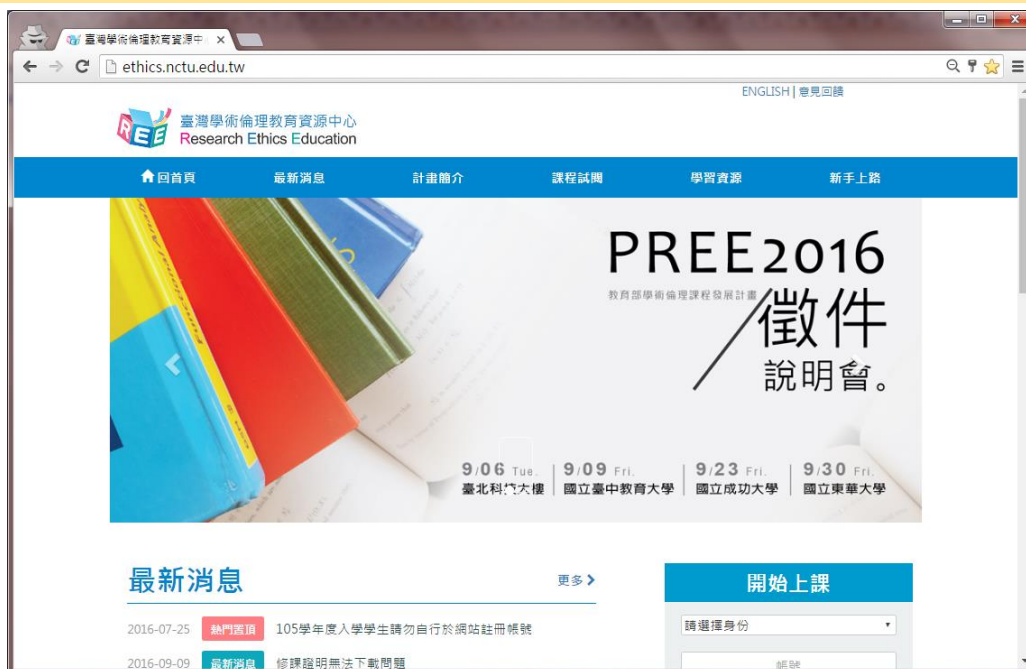 臺灣學術倫理教育資源中
ethics.nctu.edu.tw
ENGLISH | 意見回饋
REE
臺灣學術倫理教育資源中心
Research Ethics Education
回首頁 最新消息 計畫簡介 課程試閱 學習資源 新手上路
PREE2016
教育部學術倫理課程發展計畫
徵件
說明會。
9/06 Tue. 9/09 Fri. 9/23 Fri. 9/30 Fri.
臺北科技大樓 國立臺中教育大學 國立成功大學 國立東華大學
最新消息 更多
開始上課
2016-07-25 熱門置頂 105學年度入學學生請勿自行於網站註冊帳號
請選擇身份
2016-09-09 最新消息 修課證明無法下載問題
帳號